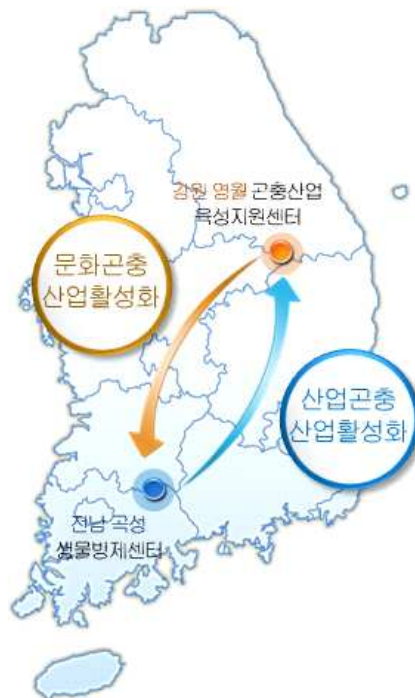 강원 영월 곤충산업
육성지원센터
문화곤충
산업활성화
산업곤충
산업활성화
전남 곡성
생물방제센터